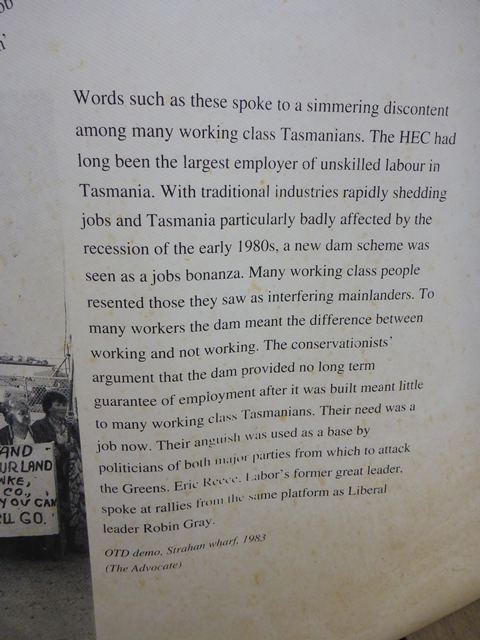 Words such as these spoke to a simmering discontent
among many working class Tasmanians. The HEC had
long been the largest employer of unskilled labour in
Tasmania. With traditional industries rapidly shedding
jobs and Tasmania particularly badly affected by the
recession of the early 1980s, a new dam scheme was
seen as a jobs bonanza. Many working class people
resented those they saw as interfering mainlanders. To
many workers the dam meant the difference between
working and not working. The conservationists'
argument that the dam provided no long term
guarantee of employment after it was built meant little
to many working class Tasmanians. Their need was a
job now. Their anguish was used as a base by
politicians of both major parties from which to attack
the Greens. Eric Reece, Labor's former great leader,
spoke at rallies from the same platform as Liberal
leader Robin Gray.
OTD demo, Strahan wharf, 1983
(The Advocate)
AND
UR LAND
WKE,
CO.,
YOU CAN
LL GO.